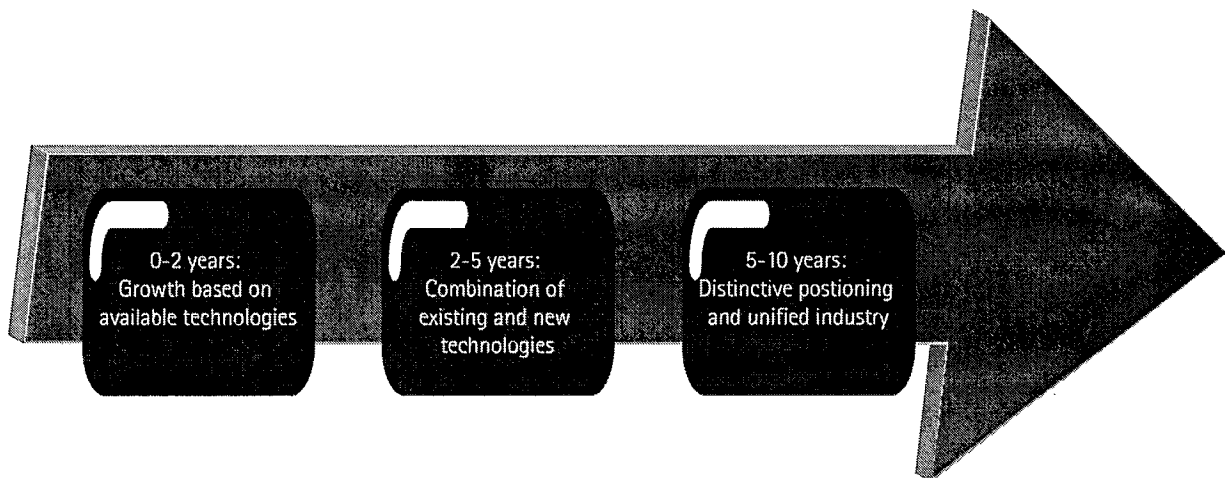 0-2 years:
Growth based on
available technologies
2-5 years:
Combination of
existing and new
technologies
5-10 years:
Distinctive postioning
and unified industry